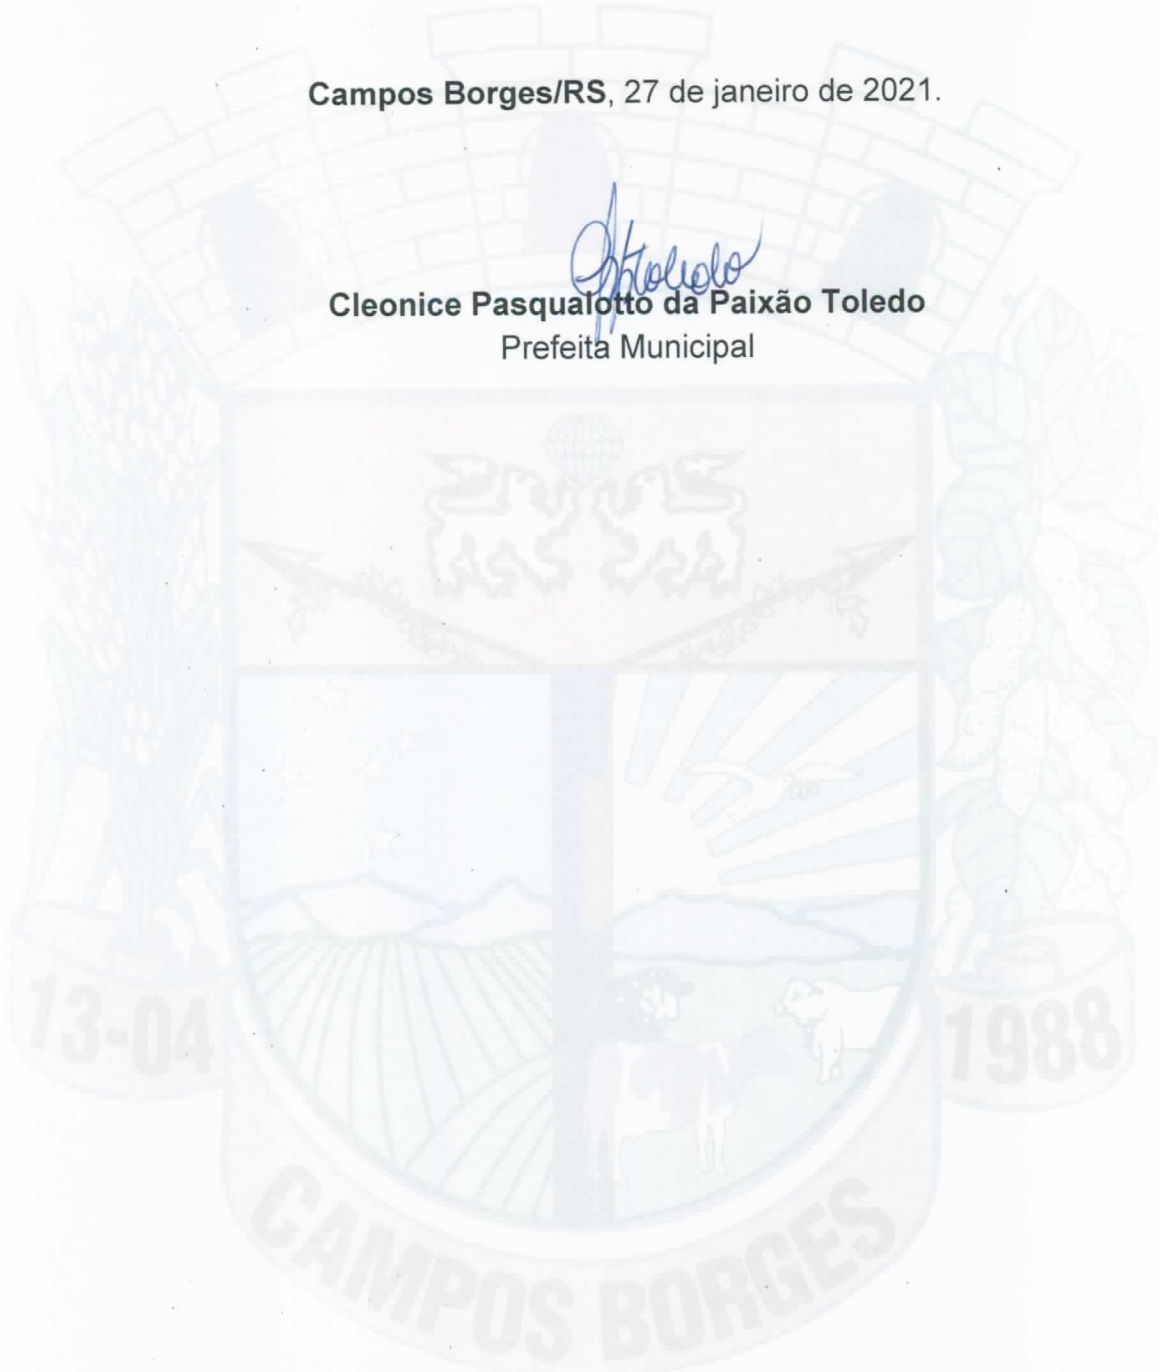 Campos Borges/RS, 27 de janeiro de 2021.
Toledo
Cleonice Pasqualotto da Paixão Toledo
Prefeita Municipal
13-04
1988
CAMPOS BORGES